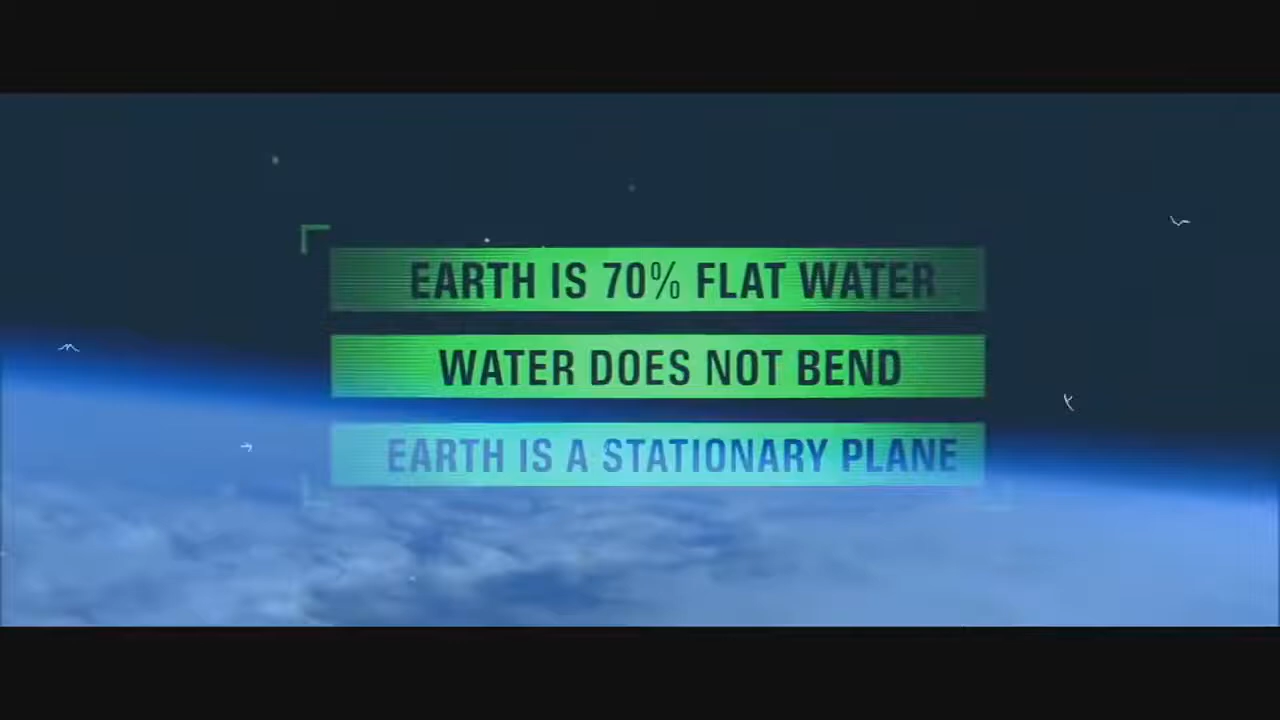 EARTH IS 70% FLAT WATER
WATER DOES NOT BEND
EARTH IS A STATIONARY PLANE